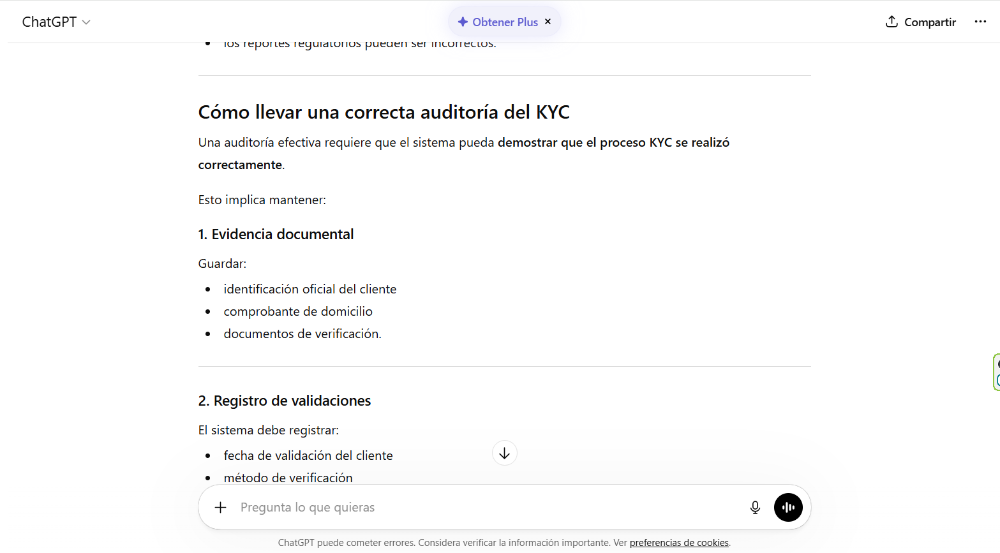 ChatGPT
Obtener Plus
Compartir
los reportes regulatorios pueden ser incorrectos.
Cómo llevar una correcta auditoría del KYC
Una auditoría efectiva requiere que el sistema pueda demostrar que el proceso KYC se realizó
correctamente.
Esto implica mantener:
1. Evidencia documental
Guardar:
• identificación oficial del cliente
• comprobante de domicilio
• documentos de verificación.
2. Registro de validaciones
El sistema debe registrar:
• fecha de validación del cliente
• método de verificación
Pregunta lo que quieras
ChatGPT puede cometer errores. Considera verificar la información importante. Ver preferencias de cookies.